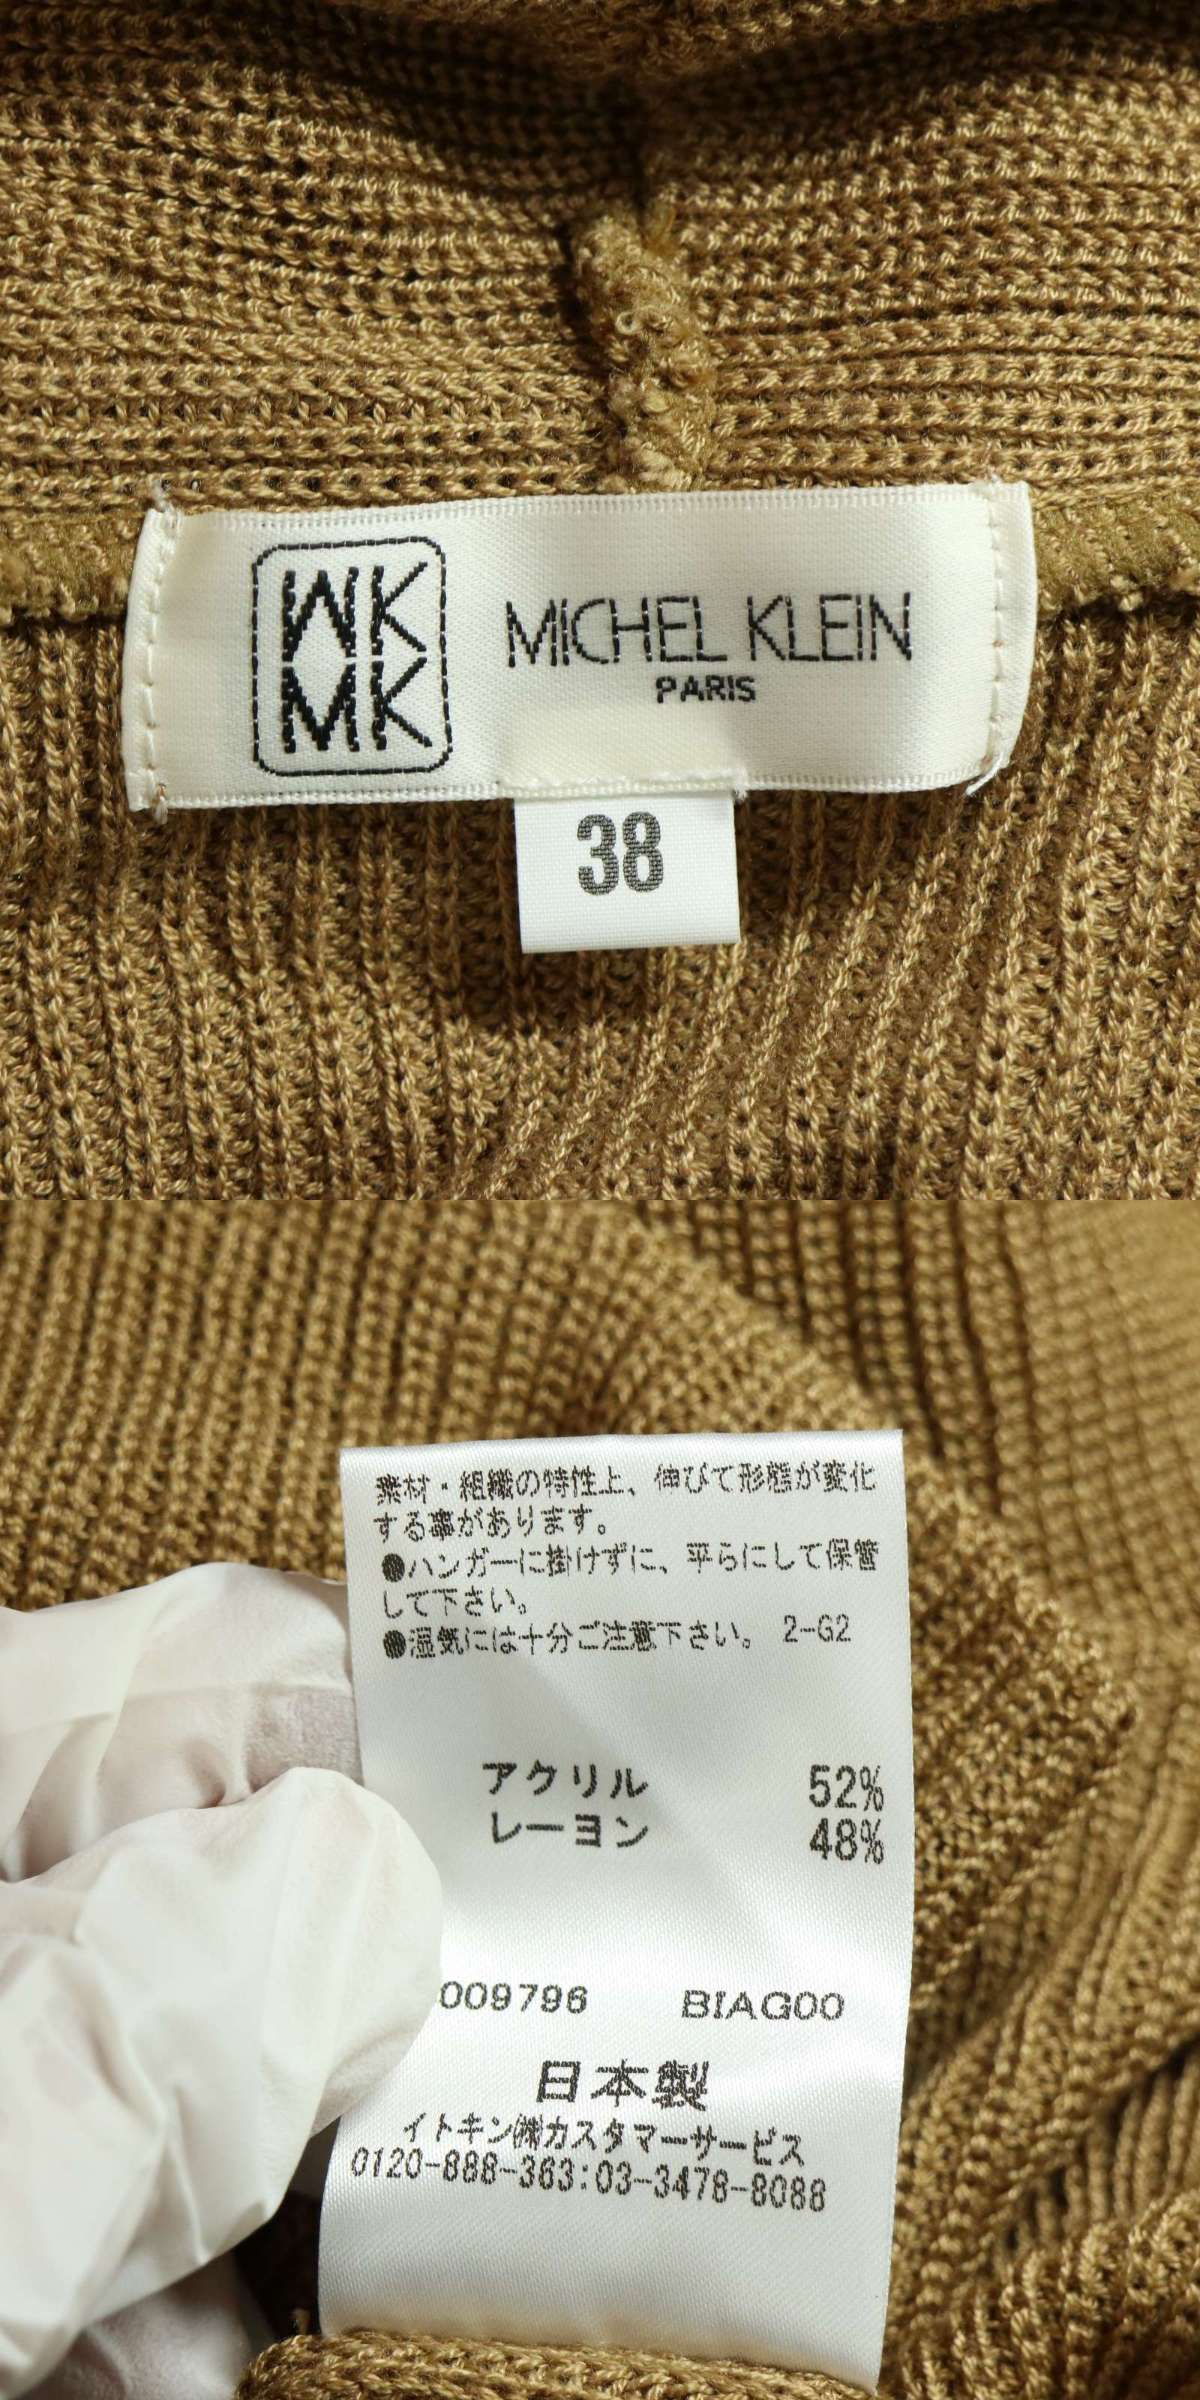 MK
MK
MICHEL KLEIN
PARIS
38
素材・組織の特性上、伸びて形態が変化
する事があります。
●ハンガーに掛けずに、平らにして保管
して下さい。
●湿気には十分ご注意下さい。 2-G2
アクリル 52%
レーヨン 48%
009796 BIAG00
日本製
イトキン㈱カスタマーサービス
0120-888-363:03-3478-8088